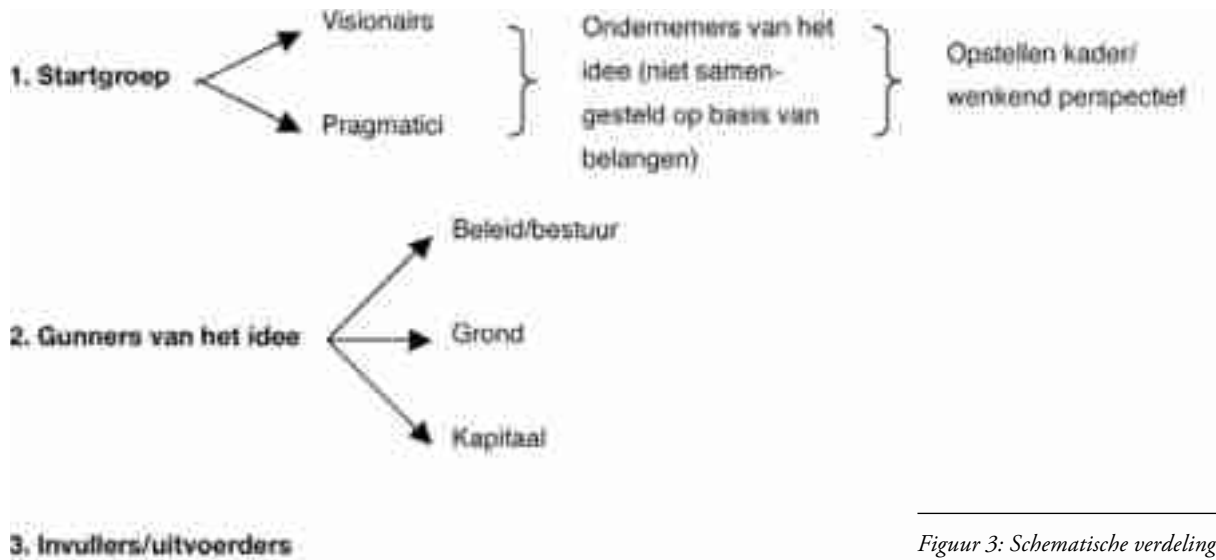 Visionairs
1. Startgroep
Pragmatici
Ondernemers van het
idee (niet samen-
gesteld op basis van
belangen)
Opstellen kader/
wenkend perspectief
Beleid/bestuur
2. Gunners van het idee
Grond
Kapitaal
3. Invullers/uitvoerders
Figuur 3: Schematische verdeling